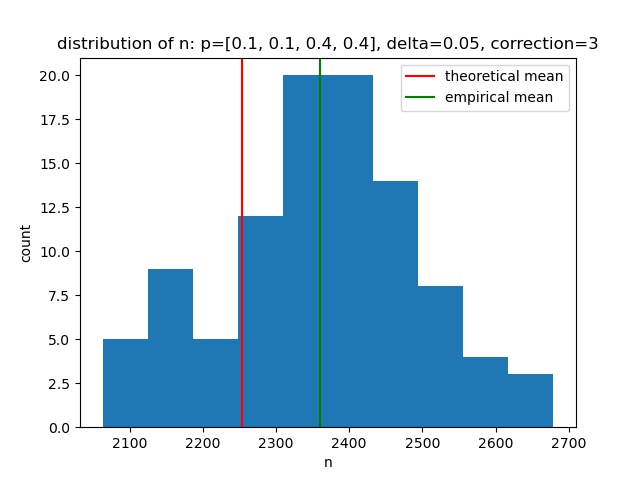 distribution of n: p=[0.1, 0.1, 0.4, 0.4], delta=0.05, correction=3
theoretical mean
empirical mean
20.0
17.5
15.0
12.5
10.0
7.5
5.0
2.5
0.0
count
2100 2200 2300 2400 2500 2600 2700
n